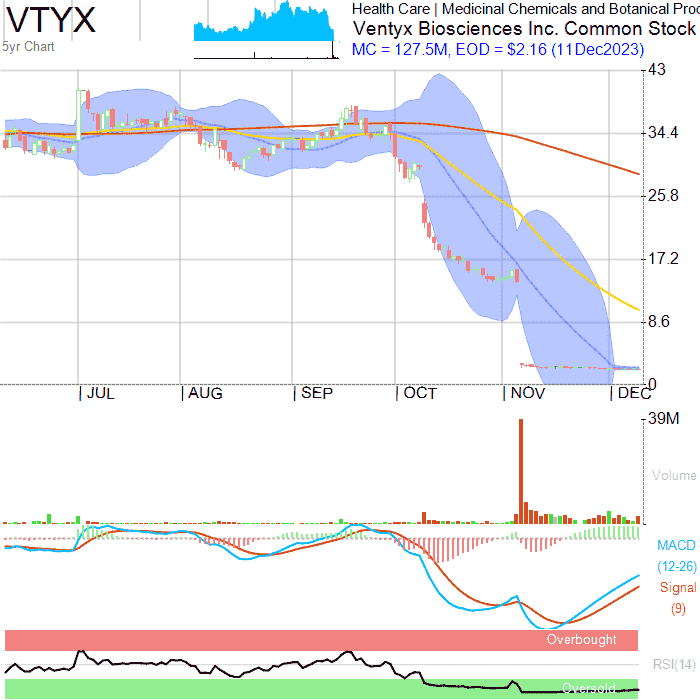 VTYX
5yr Chart
Health Care | Medicinal Chemicals and Botanical Pro
Ventyx Biosciences Inc. Common Stock
MC = 127.5M, EOD = $2.16 (11Dec2023)
43
34.4
25.8
17.2
8.6
0
| JUL | AUG | SEP | OCT | NOV | DEC
39M
Volume
MACD
(12-26)
Signal
(9)
Overbought
RSI(14)
Oversold